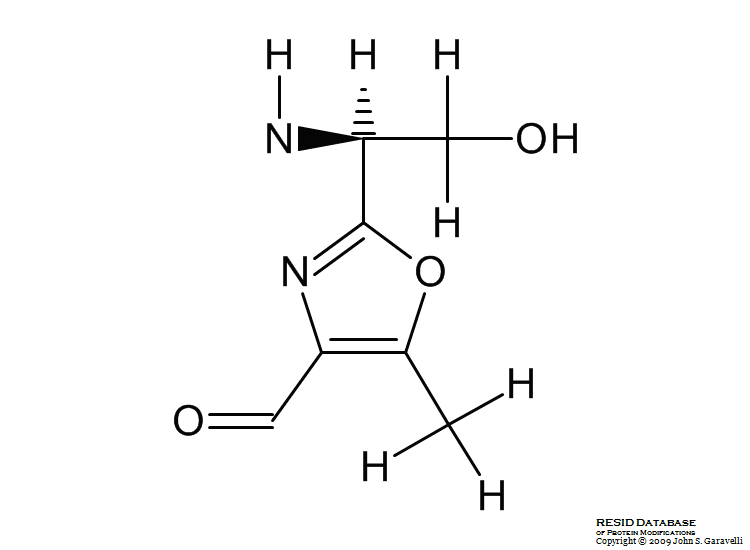 H H H
N OH
H
N O
H
O
H
H
RESID DATABASE
OF PROTEIN MODIFICATIONS
Copyright © 2009 John S. Garavelli